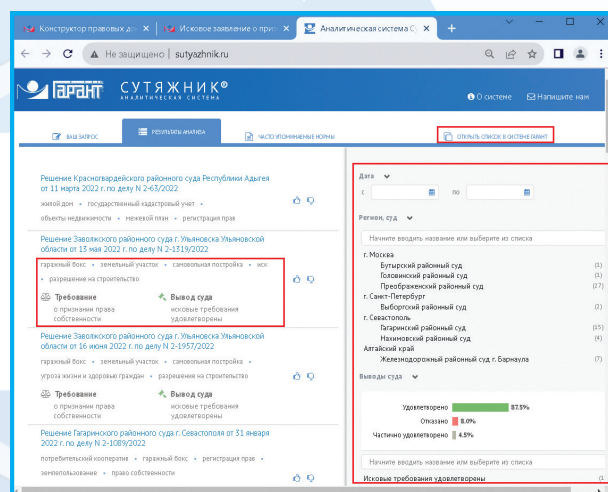 Конструктор правовых до
Исковое заявление о при
Аналитическая система С
Не защищено | sutyazhnik.ru
ГАРАНТ
СУТЯЖНИК®
АНАЛИТИЧЕСКАЯ СИСТЕМА
О системе
Напишите нам
ВАШ ЗАПРОС
РЕЗУЛЬТАТЫ АНАЛИЗА
ЧАСТО УПОМИНАЕМЫЕ НОРМЫ
ОТКРЫТЬ СПИСОК В СИСТЕМЕ ГАРАНТ
Решение Красногвардейского районного суда Республики Адыгея
от 11 марта 2022 г. по делу N 2-63/2022
жилой дом • государственный кадастровый учет •
объекты недвижимости • межевой план • регистрация прав
Решение Заволжского районного суда г. Ульяновска Ульяновской
области от 13 мая 2022 г. по делу N 2-1319/2022
гаражный бокс • земельный участок • самовольная постройка • иск
• разрешение на строительство
Требование
Вывод суда
о признании права
собственности
исковые требования
удовлетворены
Решение Заволжского районного суда г. Ульяновска Ульяновской
области от 16 июня 2022 г. по делу N 2-1957/2022
гаражный бокс • земельный участок • самовольная постройка •
угроза жизни и здоровью граждан • разрешение на строительство
Требование
Вывод суда
о признании права
собственности
исковые требования
удовлетворены
Решение Гагаринского районного суда г. Севастополя от 31 января
2022 г. по делу N 2-1089/2022
потребительский кооператив • гаражный бокс • регистрация прав •
землепользование • право собственности
Дата
с
по
Регион, суд
Начните вводить название или выберите из списка
г. Москва
Бутырский районный суд (1)
Головинский районный суд (1)
Преображенский районный суд (27)
г. Санкт-Петербург
Выборгский районный суд (2)
г. Севастополь
Гагаринский районный суд (15)
Нахимовский районный суд (4)
Алтайский край
Железнодорожный районный суд г. Барнаула (7)
Выводы суда
Удовлетворено 87.5%
Отказано 8.0%
Частично удовлетворено 4.5%
Начните вводить название или выберите из списка
Исковые требования удовлетворены